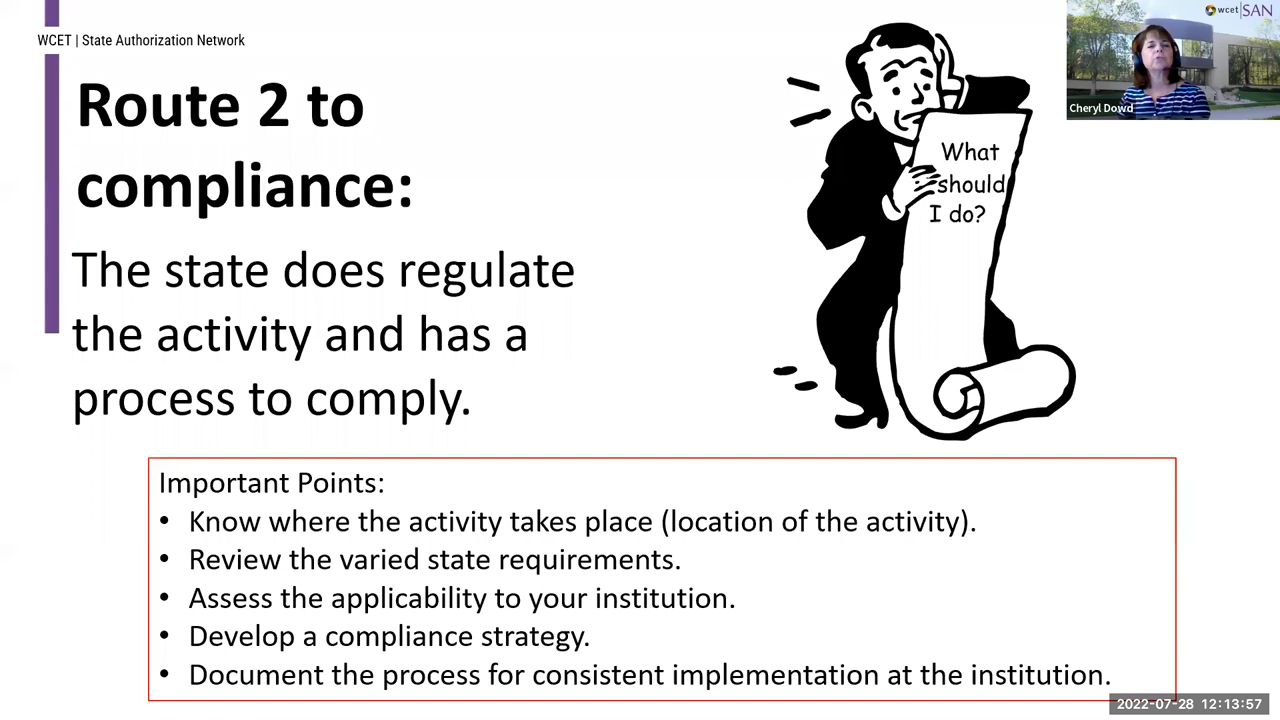 WCET | State Authorization Network
wcet | SAN
Cheryl Dowd
Route 2 to
compliance:
The state does regulate
the activity and has a
process to comply.
What
should
I do?
Important Points:
• Know where the activity takes place (location of the activity).
• Review the varied state requirements.
• Assess the applicability to your institution.
• Develop a compliance strategy.
• Document the process for consistent implementation at the institution.
2022-07-28 12:13:57